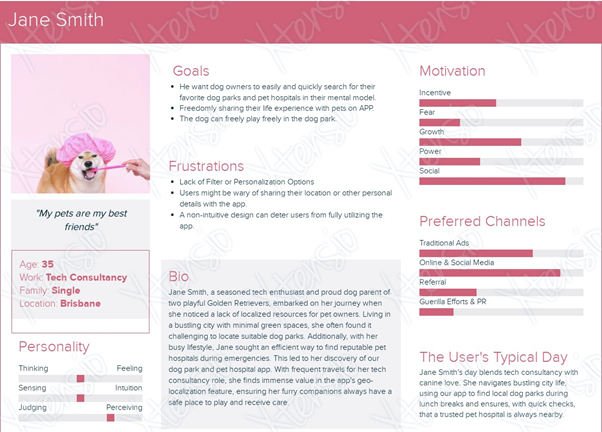 Jane Smith
"My pets are my best
friends"
Age: 35
Work: Tech Consultancy
Family: Single
Location: Brisbane
Personality
Thinking Feeling
Sensing Intuition
Judging Perceiving
Goals
He want dog owners to easily and quickly search for their
favorite dog parks and pet hospitals in their mental model.
Freedomly sharing their life experience with pets on APP.
The dog can freely play freely in the dog park.
Frustrations
Lack of Filter or Personalization Options
Users might be wary of sharing their location or other personal
details with the app.
A non-intuitive design can deter users from fully utilizing the
app.
Bio
Jane Smith, a seasoned tech enthusiast and proud dog parent of
two playful Golden Retrievers, embarked on her journey when
she noticed a lack of localized resources for pet owners. Living in
a bustling city with minimal green spaces, she often found it
challenging to locate suitable dog parks. Additionally, with her
busy lifestyle, Jane sought an efficient way to find reputable pet
hospitals during emergencies. This led to her discovery of our
dog park and pet hospital app. With frequent travels for her tech
consultancy role, she finds immense value in the app's geo-
localization feature, ensuring her furry companions always have a
safe place to play and receive care.
Motivation
Incentive
Fear
Growth
Power
Social
Preferred Channels
Traditional Ads
Online & Social Media
Referral
Guerilla Efforts & PR
The User's Typical Day
Jane Smith's day blends tech consultancy with
canine love. She navigates bustling city life,
using our app to find local dog parks during
lunch breaks and ensures, with quick checks,
that a trusted pet hospital is always nearby.
Xtensio